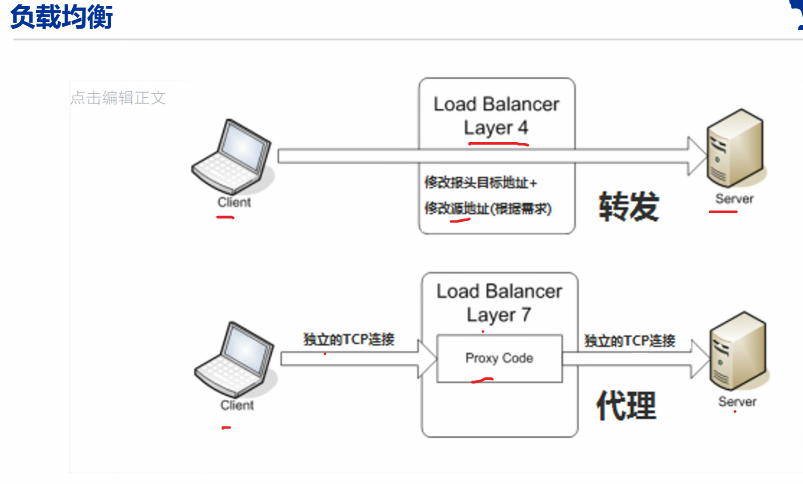 负载均衡
点击编辑正文
Load Balancer
Layer 4
修改报头目标地址+
修改源地址(根据需求)
转发
Client
Server
Load Balancer
Layer 7
独立的TCP连接
Proxy Code
独立的TCP连接
代理
Client
Server